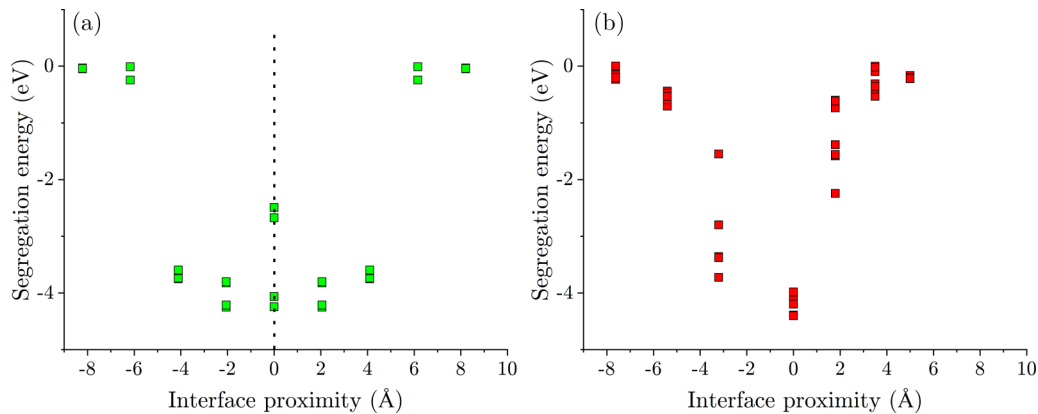 (a)
Segregation energy (eV)
0
-2
-4
-8 -6 -4 -2 0 2 4 6 8 10
Interface proximity (Å)
(b)
Segregation energy (eV)
0
-2
-4
-8 -6 -4 -2 0 2 4 6 8 10
Interface proximity (Å)